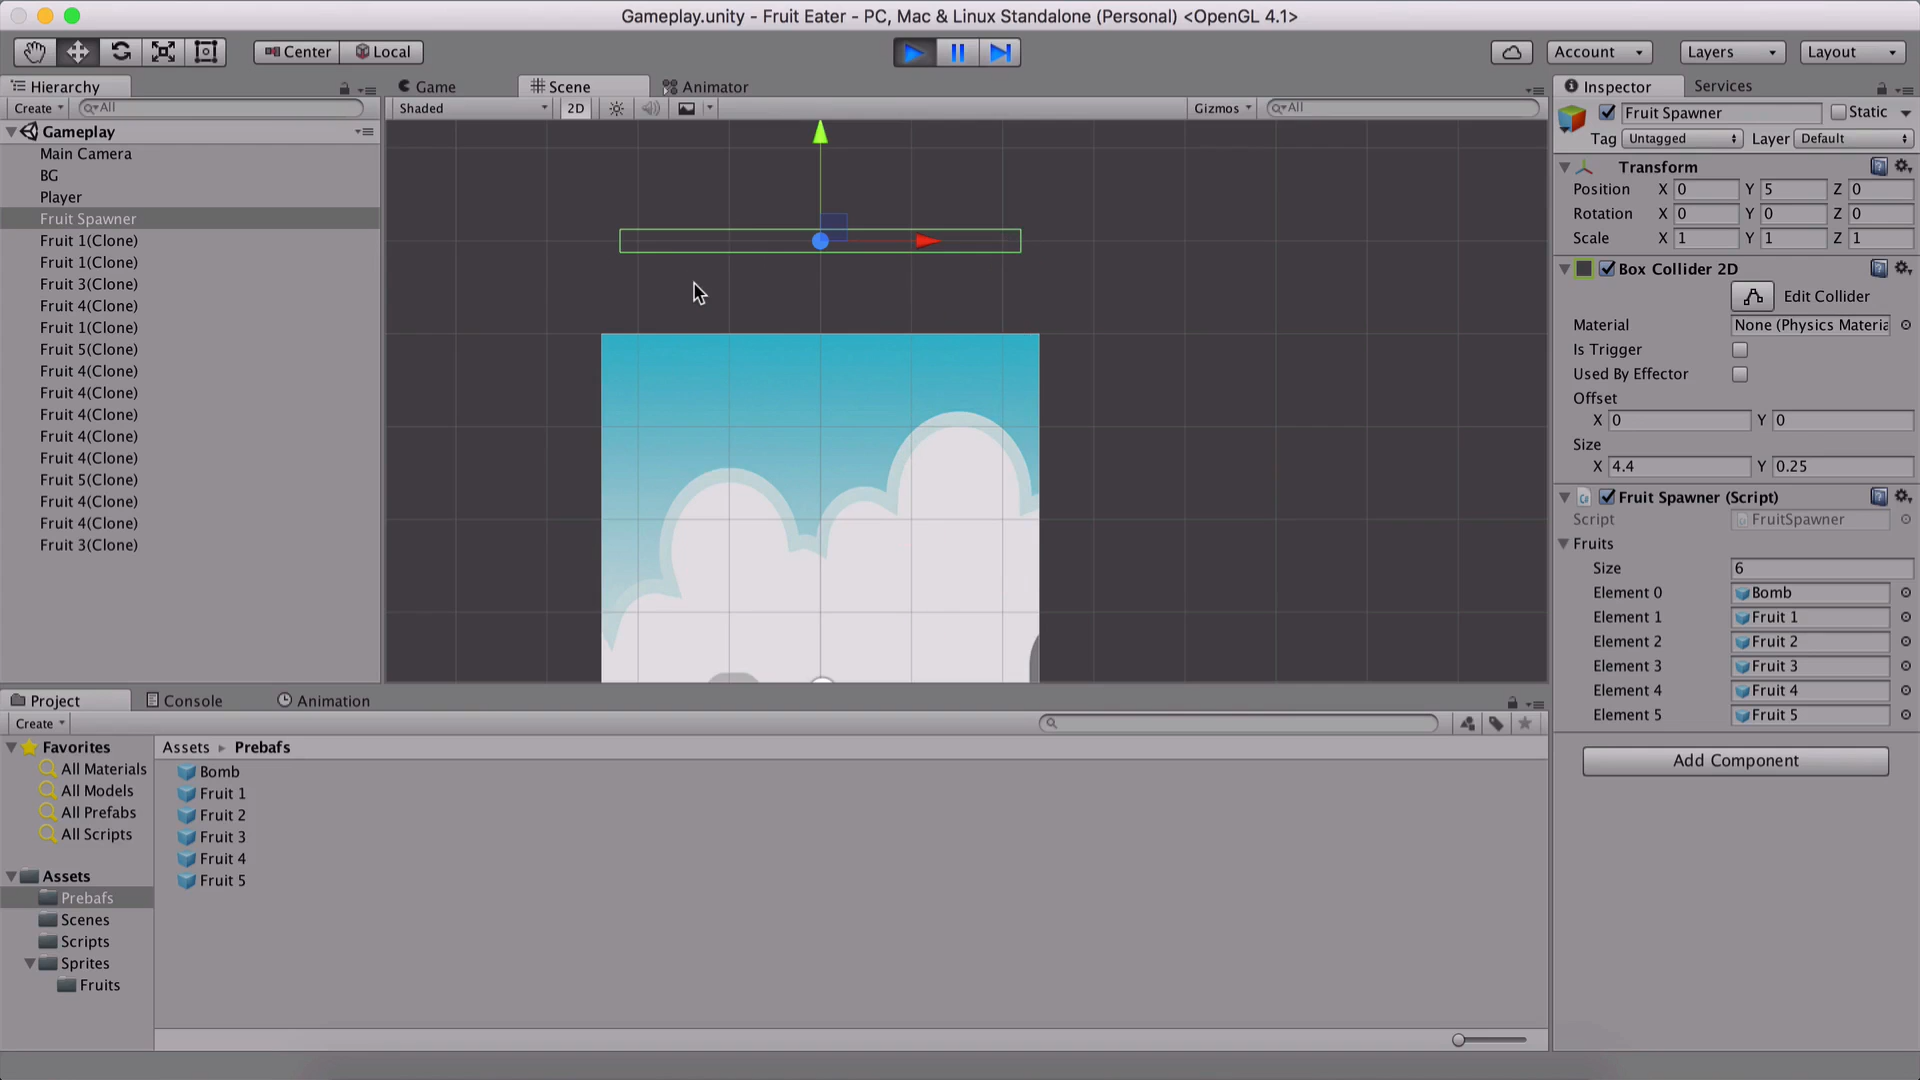 Gameplay.unity - Fruit Eater - PC, Mac & Linux Standalone (Personal) <OpenGL 4.1>
Center Local Account Layers Layout
Hierarchy
Create All
Gameplay
Main Camera
BG
Player
Fruit Spawner
Fruit 1(Clone)
Fruit 1(Clone)
Fruit 3(Clone)
Fruit 4(Clone)
Fruit 1(Clone)
Fruit 5(Clone)
Fruit 4(Clone)
Fruit 4(Clone)
Fruit 4(Clone)
Fruit 4(Clone)
Fruit 4(Clone)
Fruit 5(Clone)
Fruit 4(Clone)
Fruit 4(Clone)
Fruit 3(Clone)
Game Scene Animator
Shaded 2D Gizmos All
Inspector Services
Fruit Spawner Static
Tag Untagged Layer Default
Transform
Position X 0 Y 5 Z 0
Rotation X 0 Y 0 Z 0
Scale X 1 Y 1 Z 1
Box Collider 2D
Edit Collider
Material None (Physics Materia
Is Trigger
Used By Effector
Offset
X 0 Y 0
Size
X 4.4 Y 0.25
Fruit Spawner (Script)
Script FruitSpawner
Fruits
Size 6
Element 0 Bomb
Element 1 Fruit 1
Element 2 Fruit 2
Element 3 Fruit 3
Element 4 Fruit 4
Element 5 Fruit 5
Add Component
Project Console Animation
Create
Favorites
All Materials
All Models
All Prefabs
All Scripts
Assets
Prebafs
Scenes
Scripts
Sprites
Fruits
Assets Prebafs
Bomb
Fruit 1
Fruit 2
Fruit 3
Fruit 4
Fruit 5